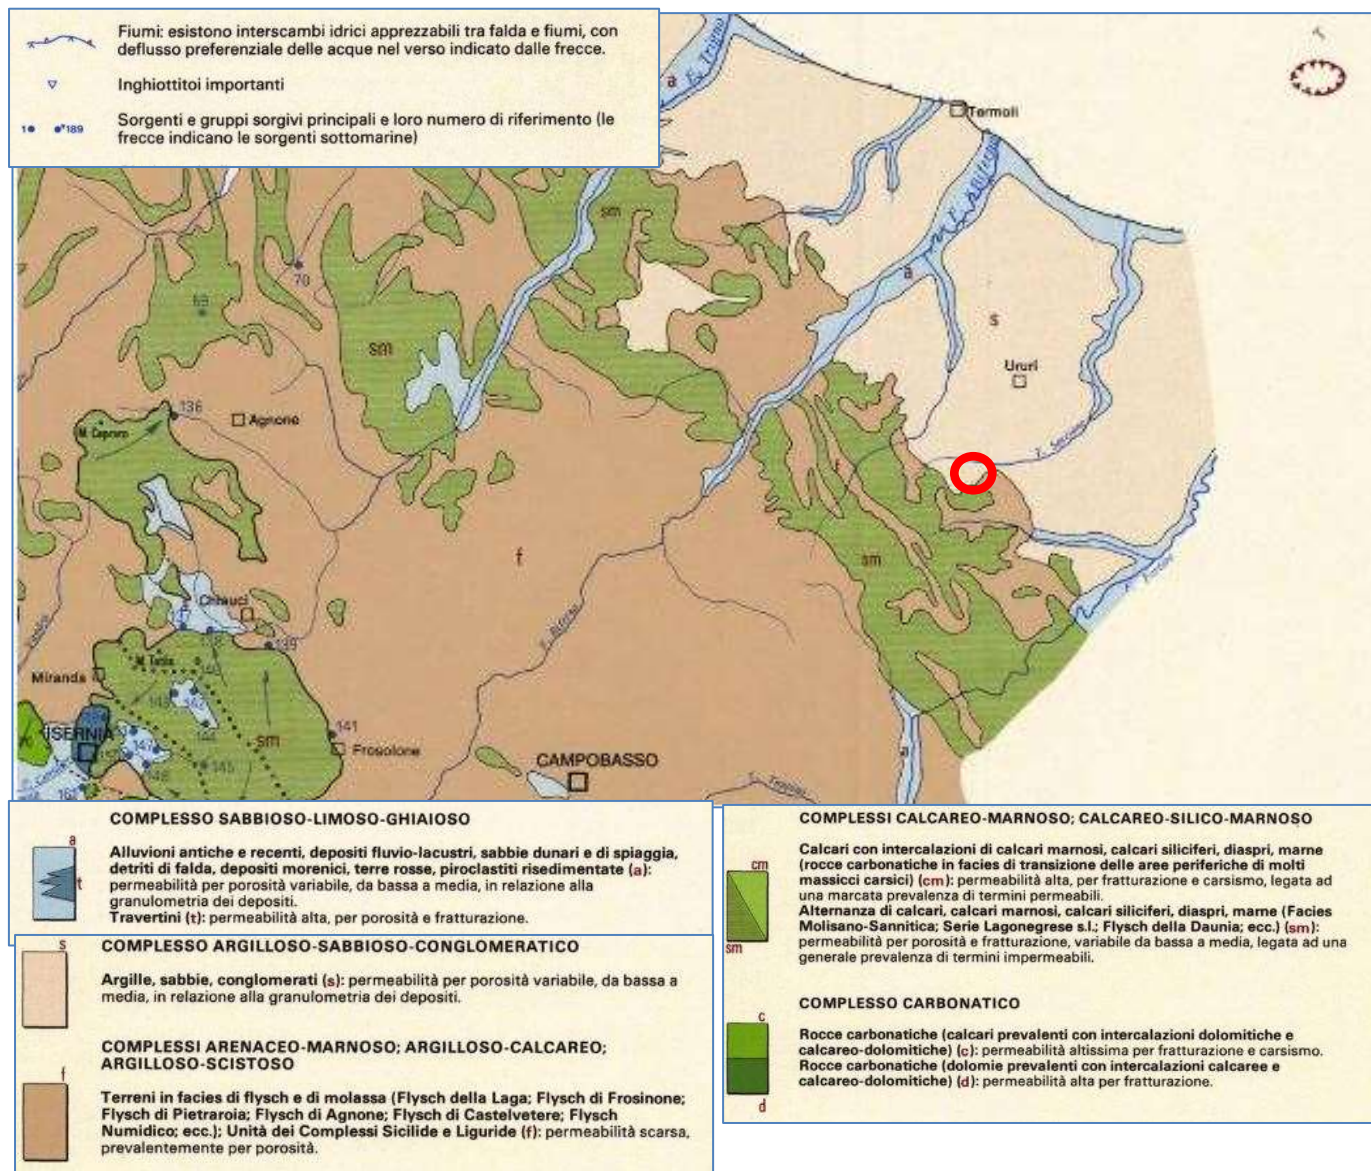 Fiumi: esistono interscambi idrici apprezzabili tra falda e fiumi, con
deflusso preferenziale delle acque nel verso indicato dalle frecce.
Inghiottitoi importanti
1 189 Sorgenti e gruppi sorgivi principali e loro numero di riferimento (le
frecce indicano le sorgenti sottomarine)
F. Trigno
a
Termoli
sm
a
70
69
s
sm
Ururi
136
Agnone
M. Capraro
f
sm
Chiauci
139
F. Biferno
Miranda
M. Totila
141
ISERNIA
147
sm
Frosolone
145
a
CAMPOBASSO
COMPLESSO SABBIOSO-LIMOSO-GHIAIOSO
a
t
Alluvioni antiche e recenti, depositi fluvio-lacustri, sabbie dunari e di spiaggia,
detriti di falda, depositi morenici, terre rosse, piroclastiti risedimentate (a):
permeabilità per porosità variabile, da bassa a media, in relazione alla
granulometria dei depositi.
Travertini (t): permeabilità alta, per porosità e fratturazione.
s
COMPLESSO ARGILLOSO-SABBIOSO-CONGLOMERATICO
Argille, sabbie, conglomerati (s): permeabilità per porosità variabile, da bassa a
media, in relazione alla granulometria dei depositi.
COMPLESSI ARENACEO-MARNOSO; ARGILLOSO-CALCAREO;
ARGILLOSO-SCISTOSO
f
Terreni in facies di flysch e di molassa (Flysch della Laga; Flysch di Frosinone;
Flysch di Pietraroia; Flysch di Agnone; Flysch di Castelvetere; Flysch
Numidico; ecc.); Unità dei Complessi Sicilide e Liguride (f): permeabilità scarsa,
prevalentemente per porosità.
COMPLESSI CALCAREO-MARNOSO; CALCAREO-SILICO-MARNOSO
cm
sm
Calcari con intercalazioni di calcari marnosi, calcari siliciferi, diaspri, marne
(rocce carbonatiche in facies di transizione delle aree periferiche di molti
massicci carsici) (cm): permeabilità alta, per fratturazione e carsismo, legata ad
una marcata prevalenza di termini permeabili.
Alternanza di calcari, calcari marnosi, calcari siliciferi, diaspri, marne (Facies
Molisano-Sannitica; Serie Lagonegrese s.l.; Flysch della Daunia; ecc.) (sm):
permeabilità per porosità e fratturazione, variabile da bassa a media, legata ad una
generale prevalenza di termini impermeabili.
COMPLESSO CARBONATICO
c
d
Rocce carbonatiche (calcari prevalenti con intercalazioni dolomitiche e
calcareo-dolomitiche) (c): permeabilità altissima per fratturazione e carsismo.
Rocce carbonatiche (dolomie prevalenti con intercalazioni calcaree e
calcareo-dolomitiche) (d): permeabilità alta per fratturazione.